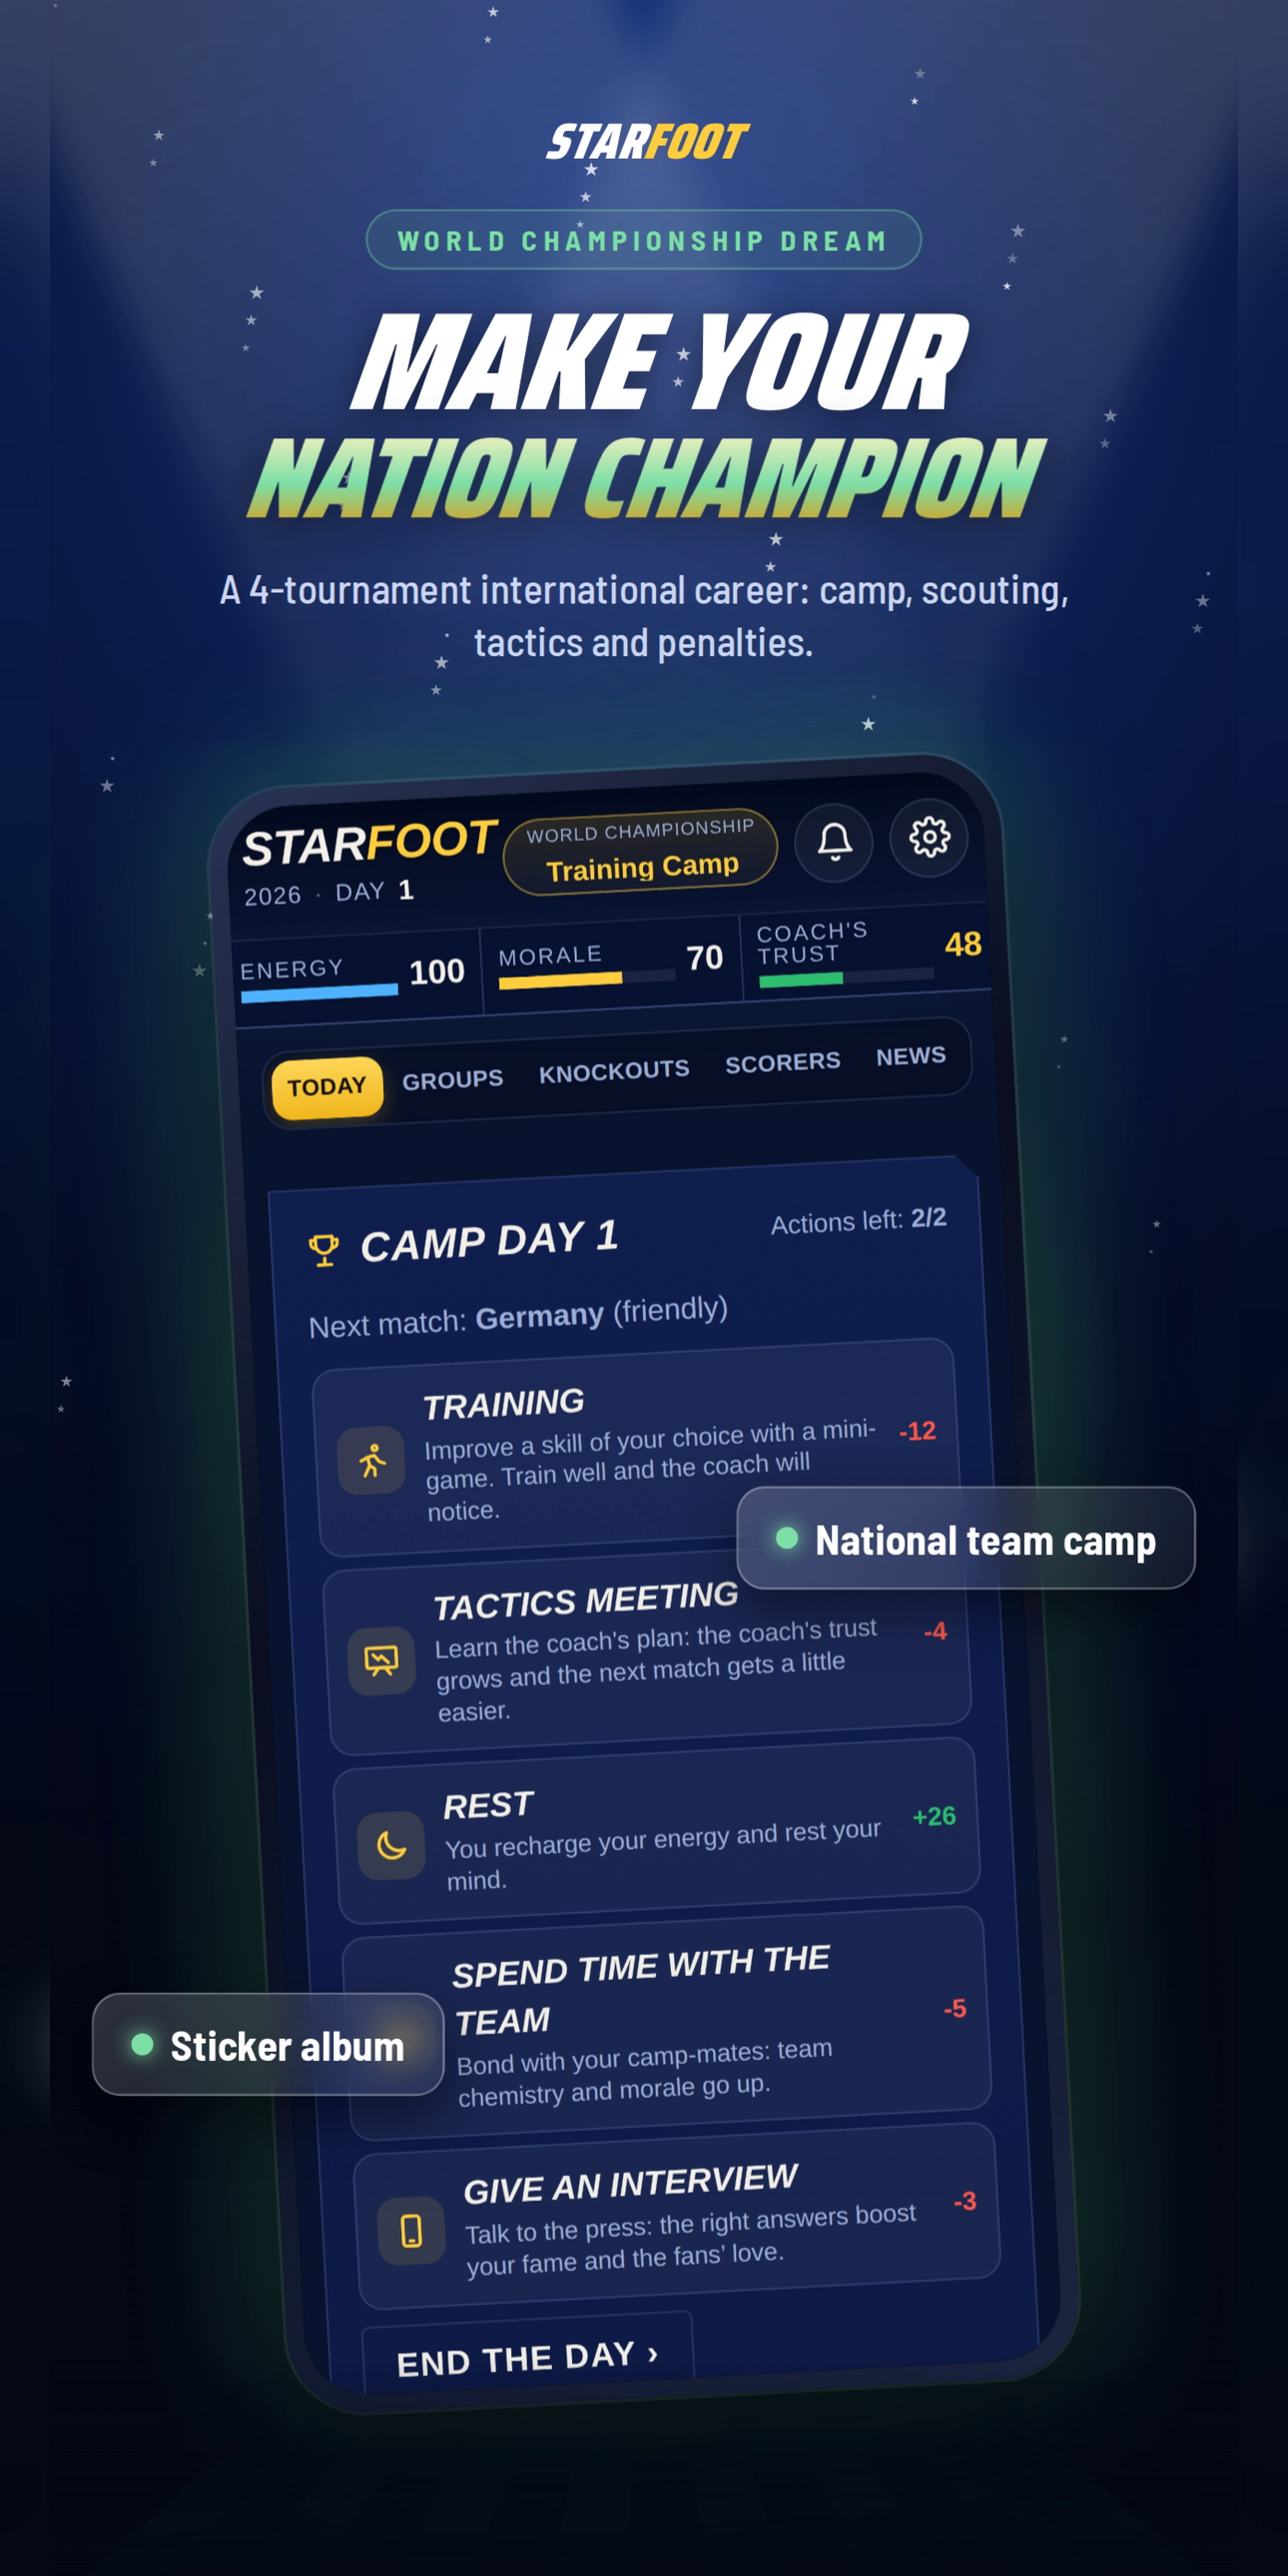 STARFOOT
WORLD CHAMPIONSHIP DREAM
MAKE YOUR
NATION CHAMPION
A 4-tournament international career: camp, scouting,
tactics and penalties.
STARFOOT
2026 · DAY 1
WORLD CHAMPIONSHIP
Training Camp
ENERGY
100
MORALE
70
COACH'S
TRUST
48
TODAY
GROUPS
KNOCKOUTS
SCORERS
NEWS
CAMP DAY 1
Actions left: 2/2
Next match: Germany (friendly)
TRAINING
Improve a skill of your choice with a mini-
game. Train well and the coach will
notice.
-12
National team camp
TACTICS MEETING
Learn the coach's plan: the coach's trust
grows and the next match gets a little
easier.
-4
REST
You recharge your energy and rest your
mind.
+26
SPEND TIME WITH THE
TEAM
Bond with your camp-mates: team
chemistry and morale go up.
-5
Sticker album
GIVE AN INTERVIEW
Talk to the press: the right answers boost
your fame and the fans’ love.
-3
END THE DAY ›